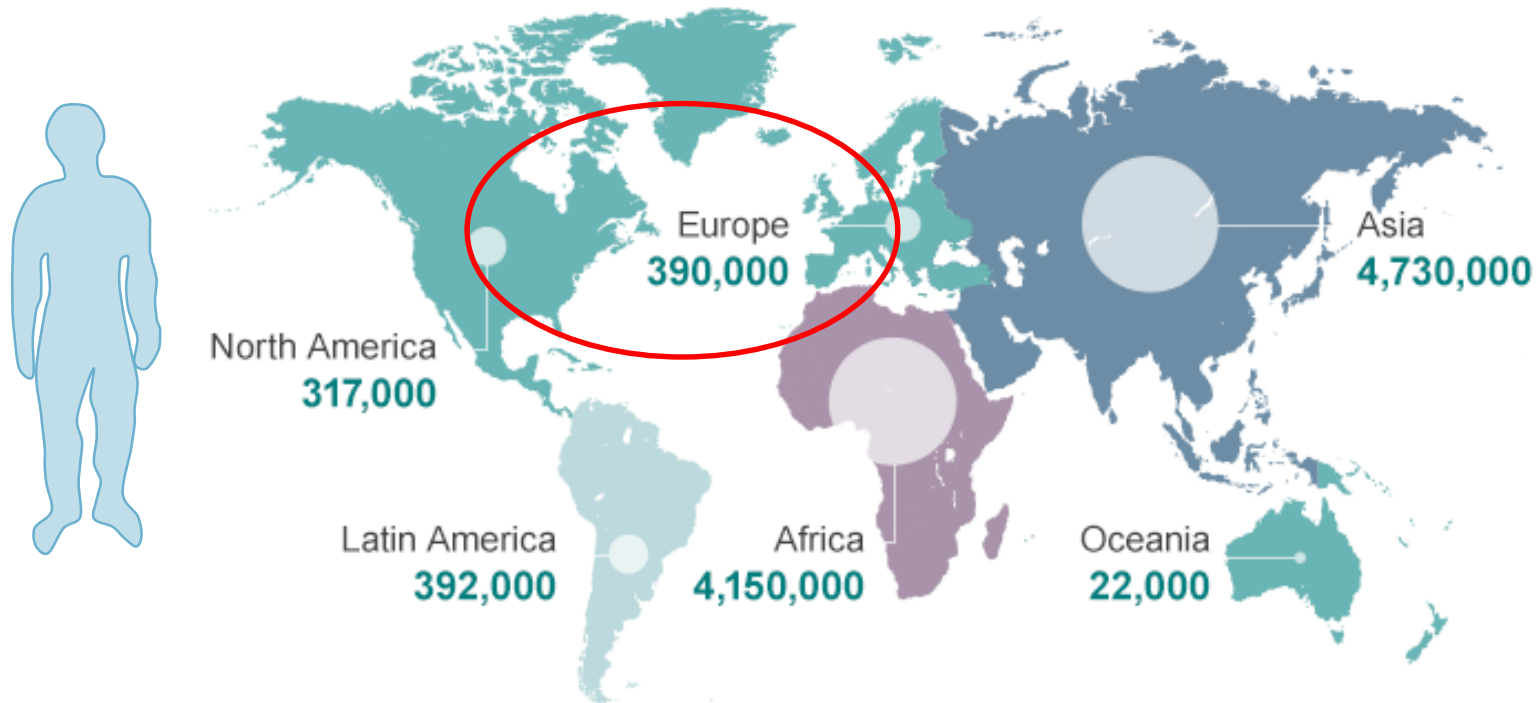 Europe
390,000
Asia
4,730,000
North America
317,000
Latin America
392,000
Africa
4,150,000
Oceania
22,000